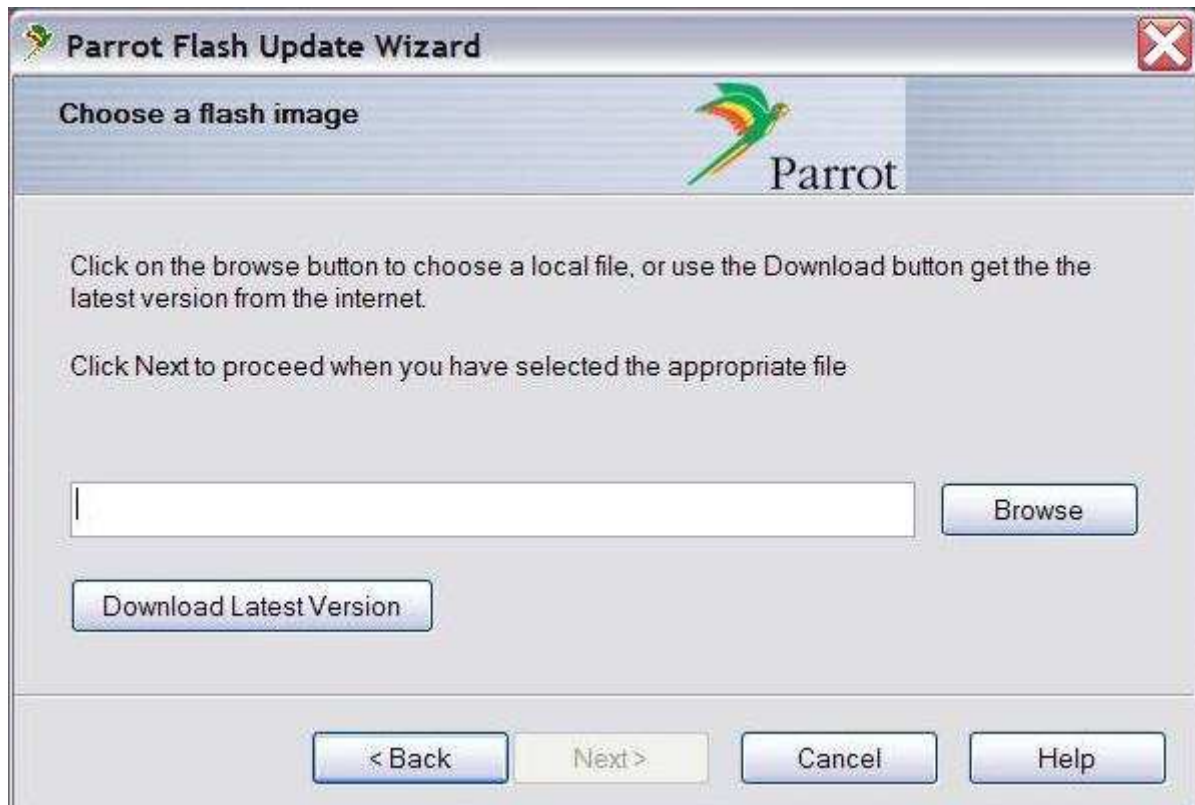 Parrot Flash Update Wizard
Choose a flash image
Parrot
Click on the browse button to choose a local file, or use the Download button get the the
latest version from the internet.
Click Next to proceed when you have selected the appropriate file
Browse
Download Latest Version
< Back
Next >
Cancel
Help